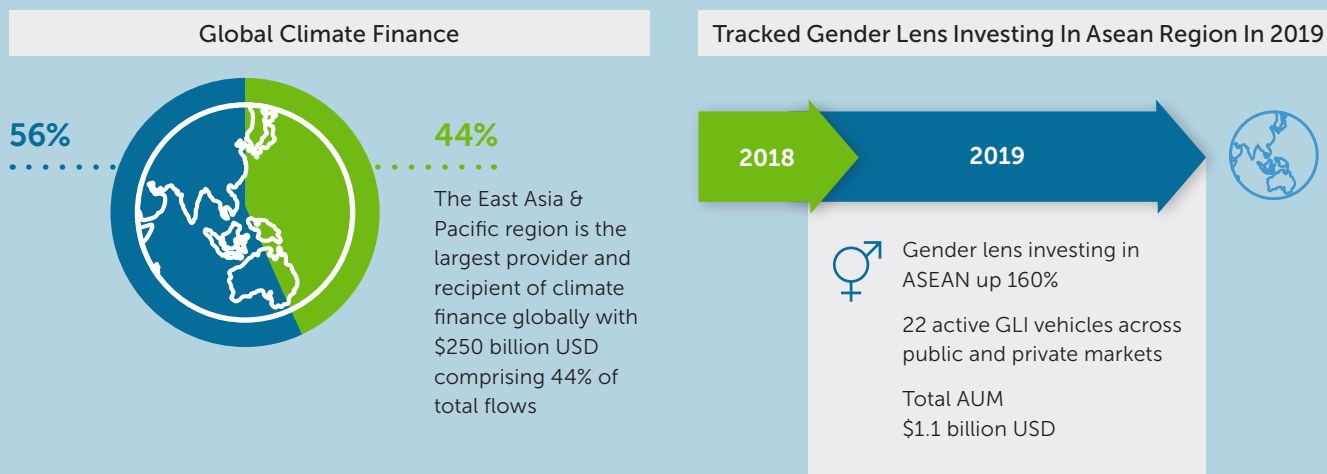 Global Climate Finance
56%
44%
The East Asia &
Pacific region is the
largest provider and
recipient of climate
finance globally with
$250 billion USD
comprising 44% of
total flows
Tracked Gender Lens Investing In Asean Region In 2019
2018
2019
Gender lens investing in
ASEAN up 160%
22 active GLI vehicles across
public and private markets
Total AUM
$1.1 billion USD